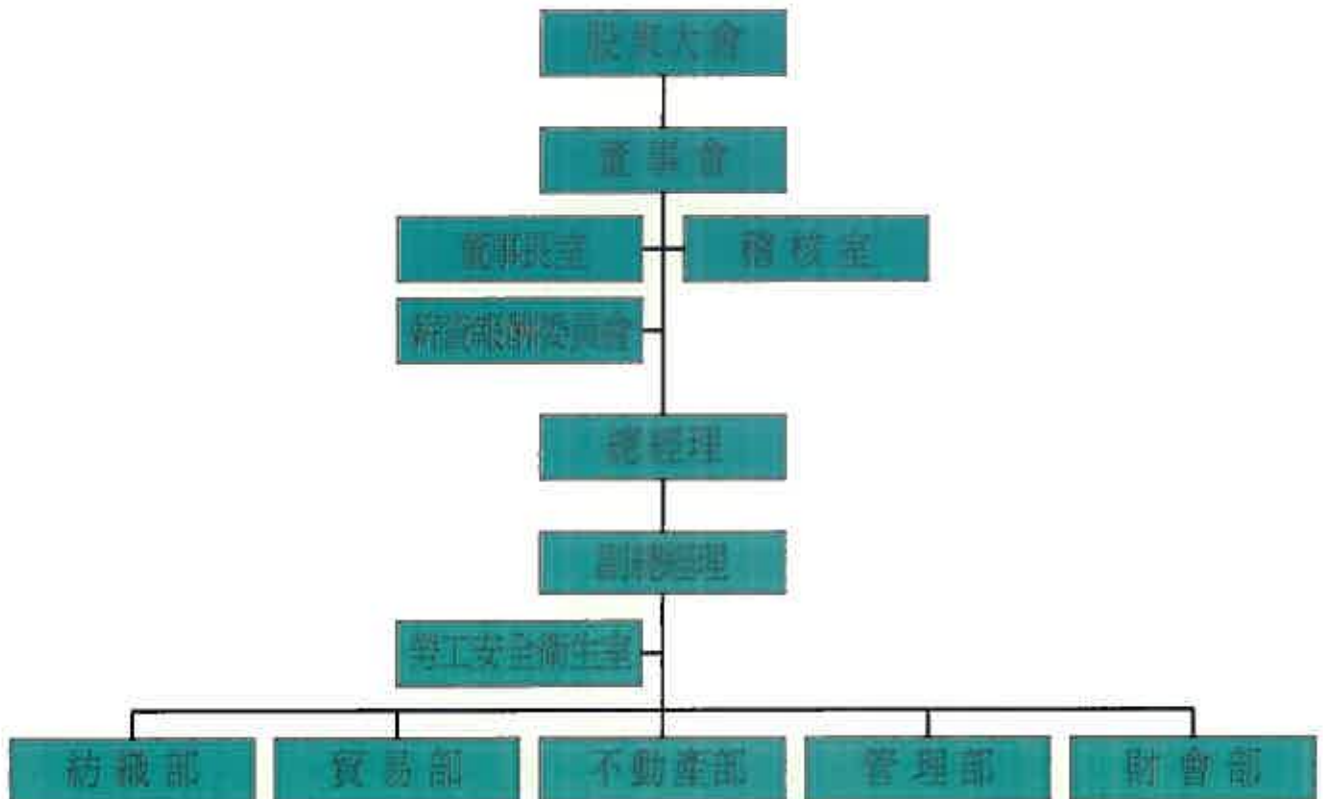 股東大會
董事會
董事長室
稽核室
薪資報酬委員會
總經理
副總經理
勞工安全衛生室
紡織部
貿易部
不動產部
管理部
財會部